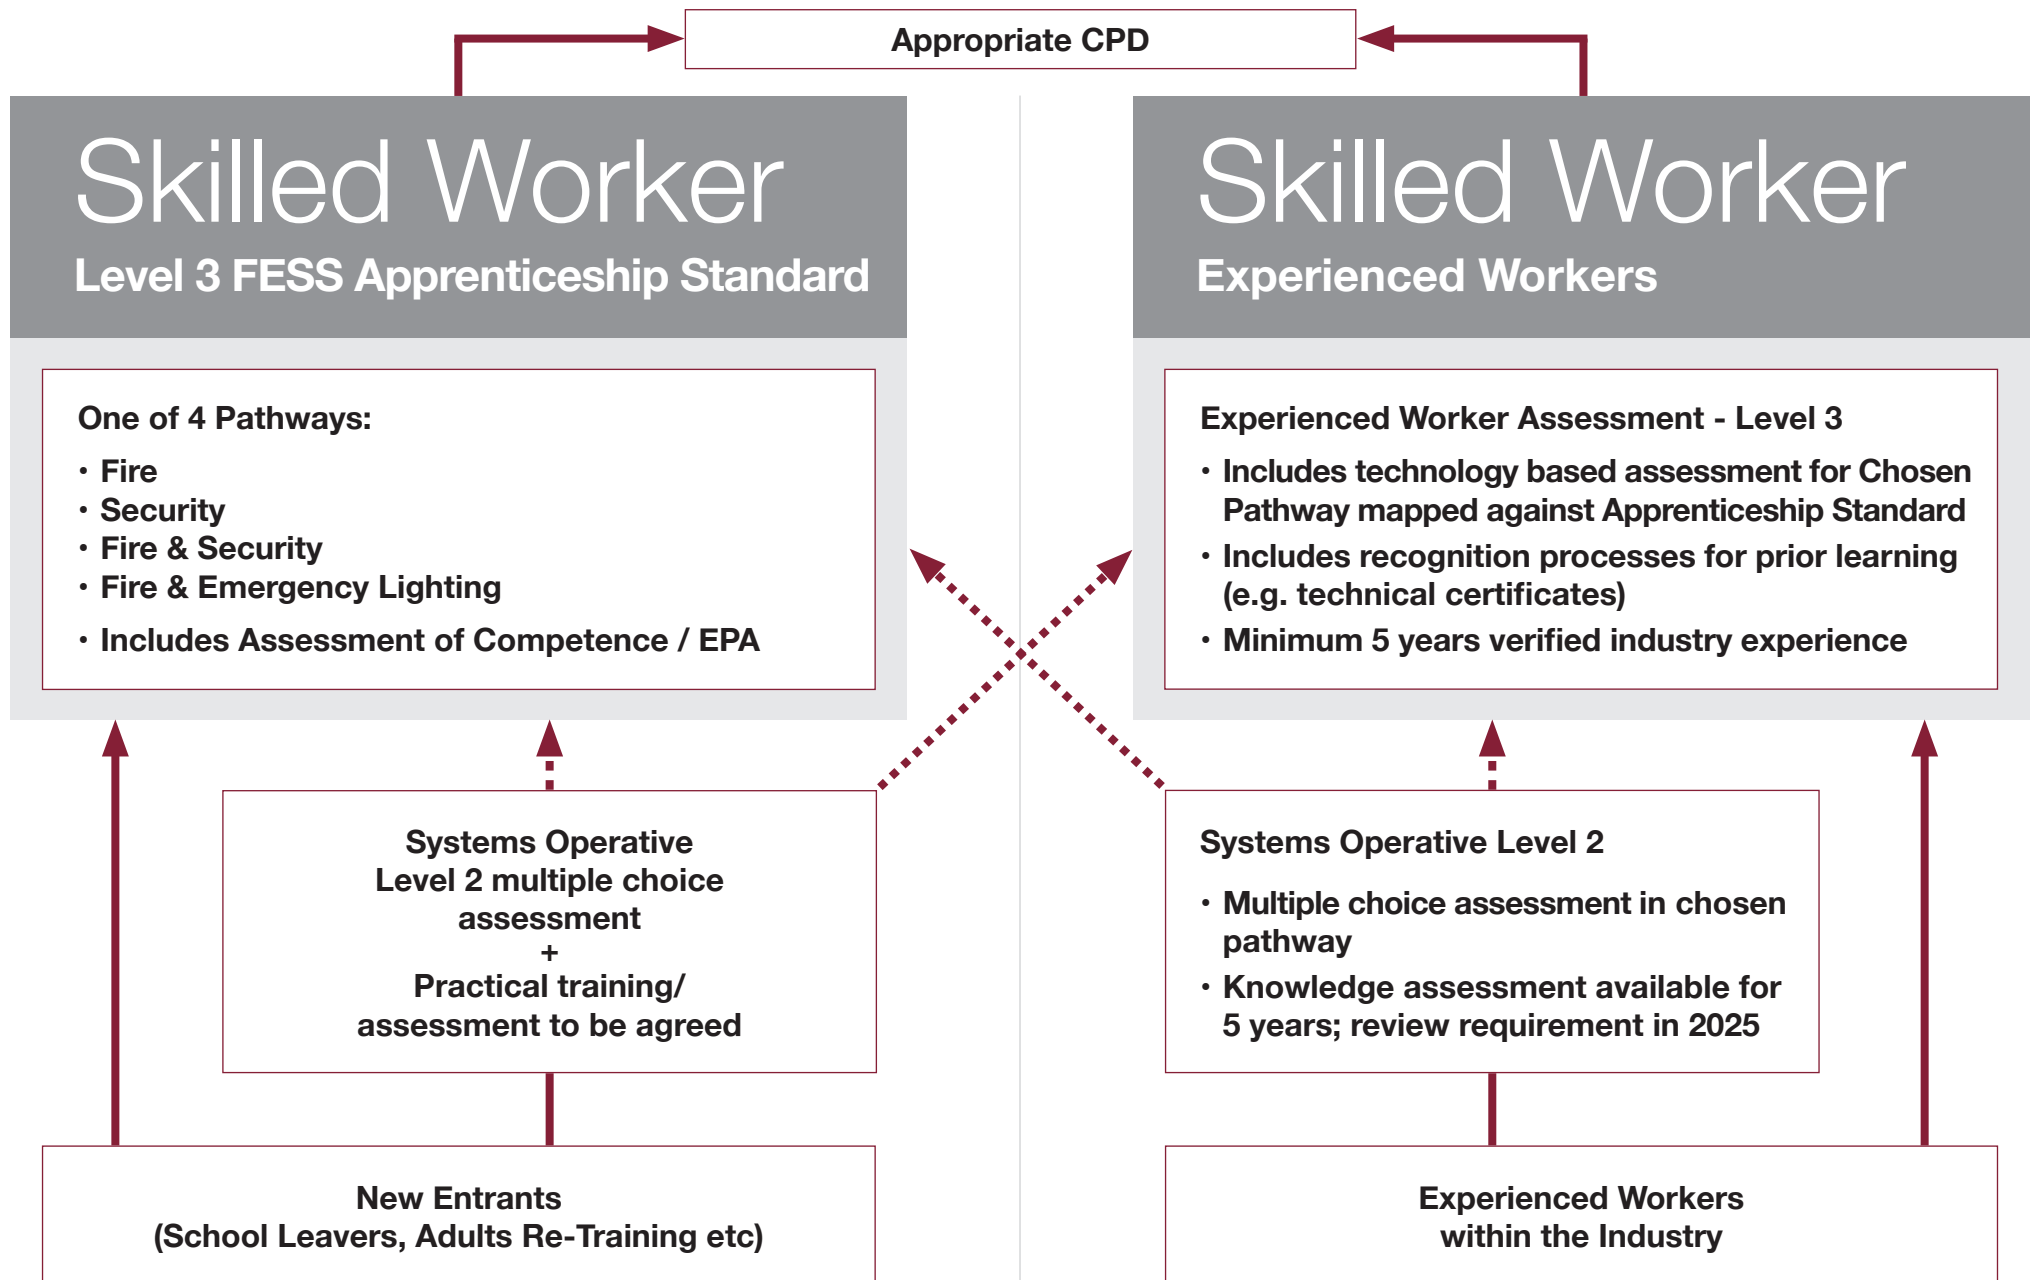 Appropriate CPD
Skilled Worker
Level 3 FESS Apprenticeship Standard
One of 4 Pathways:
• Fire
• Security
• Fire & Security
• Fire & Emergency Lighting
• Includes Assessment of Competence / EPA
Systems Operative
Level 2 multiple choice
assessment
+
Practical training/
assessment to be agreed
New Entrants
(School Leavers, Adults Re-Training etc)
Skilled Worker
Experienced Workers
Experienced Worker Assessment - Level 3
• Includes technology based assessment for Chosen
Pathway mapped against Apprenticeship Standard
• Includes recognition processes for prior learning
(e.g. technical certificates)
• Minimum 5 years verified industry experience
Systems Operative Level 2
• Multiple choice assessment in chosen
pathway
• Knowledge assessment available for
5 years; review requirement in 2025
Experienced Workers
within the Industry